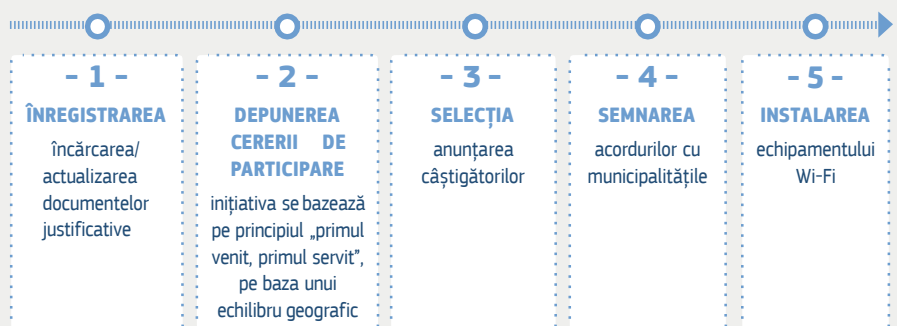 - 1 -
ÎNREGISTRAREA
încărcarea/
actualizarea
documentelor
justificative
- 2 -
DEPUNEREA
CERERII DE
PARTICIPARE
inițiativa se bazează
pe principiul „primul
venit, primul servit”,
pe baza unui
echilibru geografic
- 3 -
SELECȚIA
anunțarea
câștigătorilor
- 4 -
SEMNAREA
acordurilor cu
municipalitățile
- 5 -
INSTALAREA
echipamentului
Wi-Fi